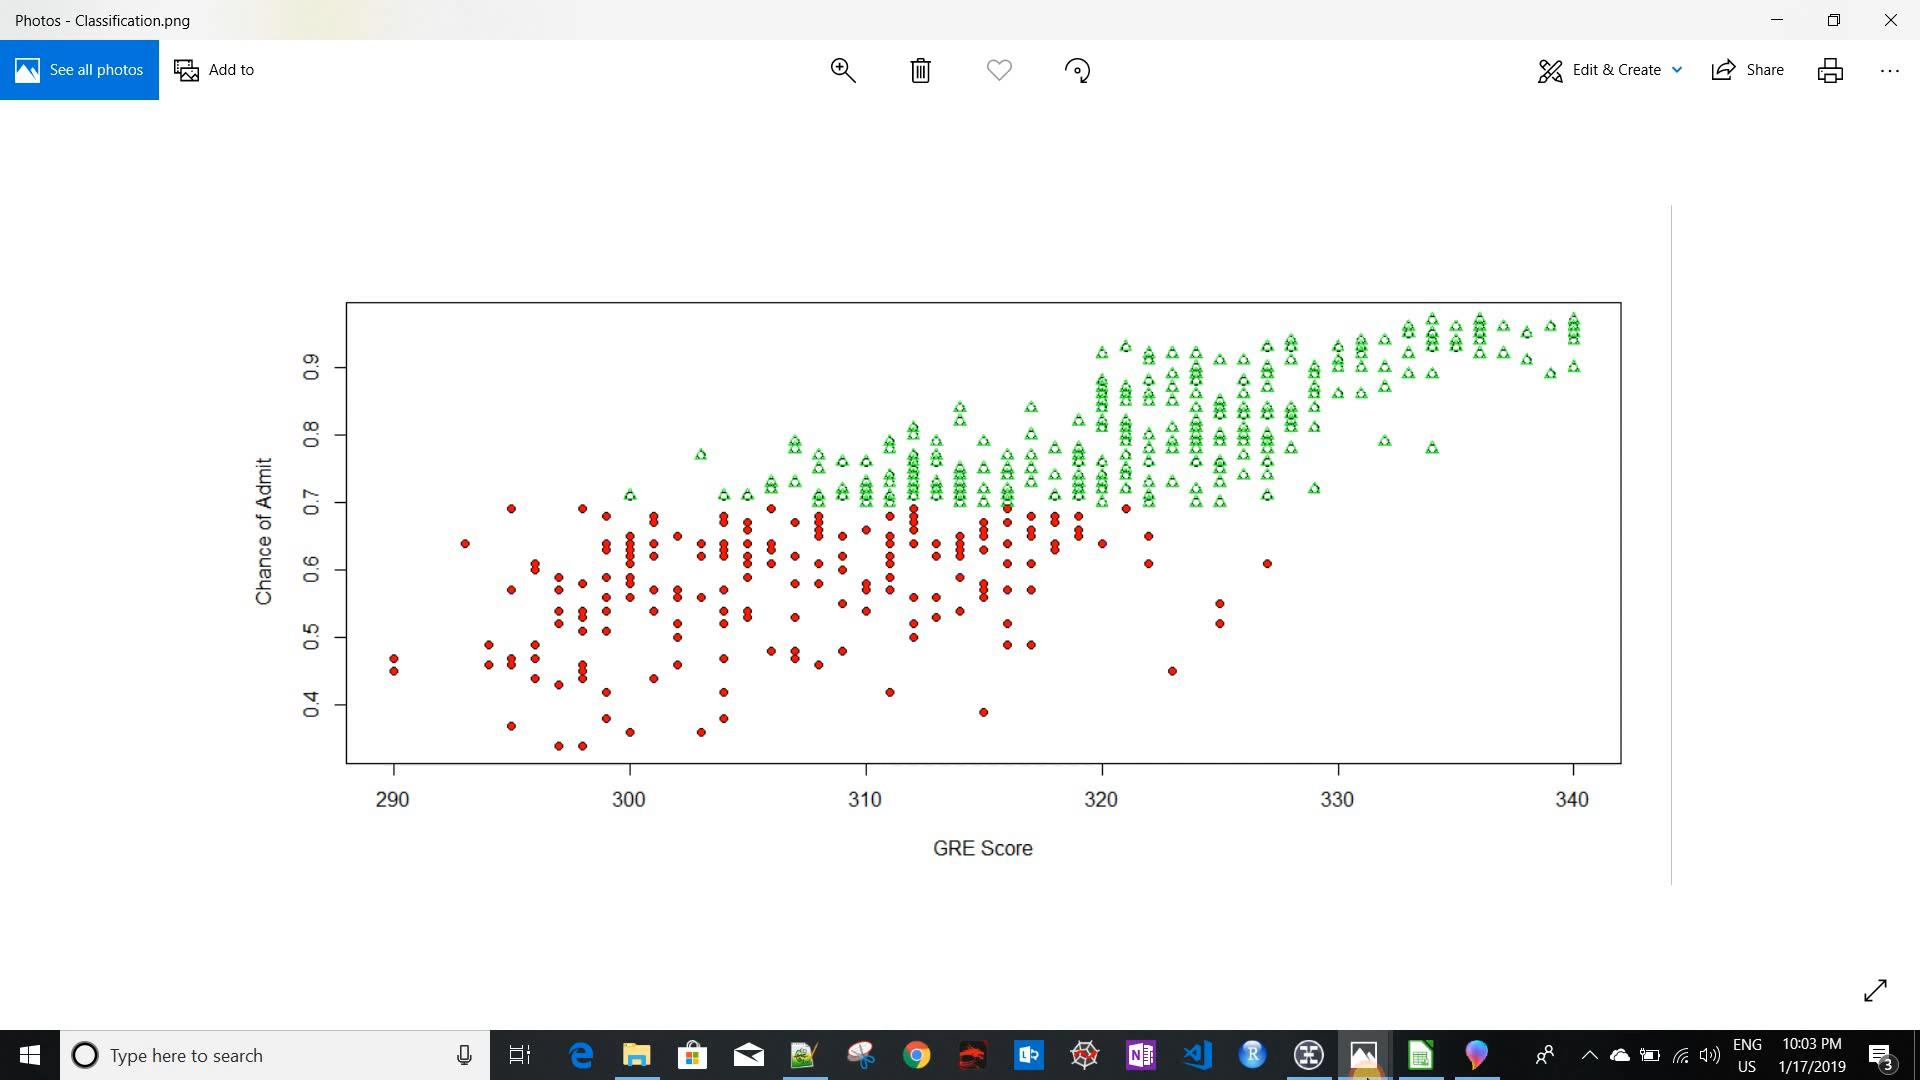 Photos - Classification.png
See all photos
Add to
Edit & Create
Share
Chance of Admit
0.9
0.8
0.7
0.6
0.5
0.4
290 300 310 320 330 340
GRE Score
Type here to search
ENG
US
10:03 PM
1/17/2019
3